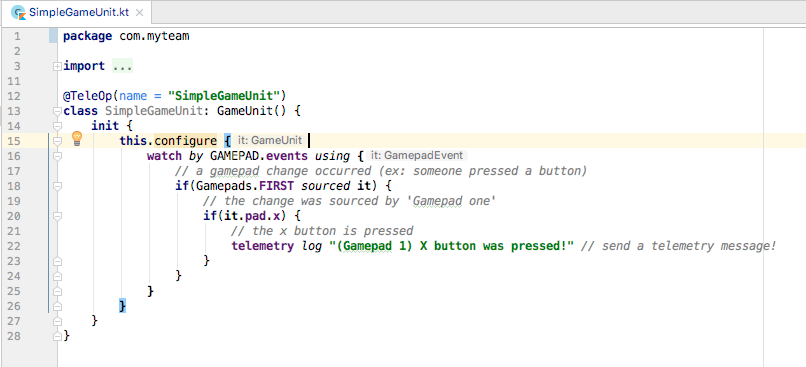 SimpleGameUnit.kt
1 package com.myteam
2
3 import ...
11
12 @TeleOp(name = "SimpleGameUnit")
13 class SimpleGameUnit: GameUnit() {
14 init {
15 this.configure { it: GameUnit
16 watch by GAMEPAD.events using { it: GamepadEvent
17 // a gamepad change occurred (ex: someone pressed a button)
18 if(Gamepads.FIRST sourced it) {
19 // the change was sourced by 'Gamepad one'
20 if(it.pad.x) {
21 // the x button is pressed
22 telemetry log "(Gamepad 1) X button was pressed!" // send a telemetry message!
23 }
24 }
25 }
26 }
27 }
28 }